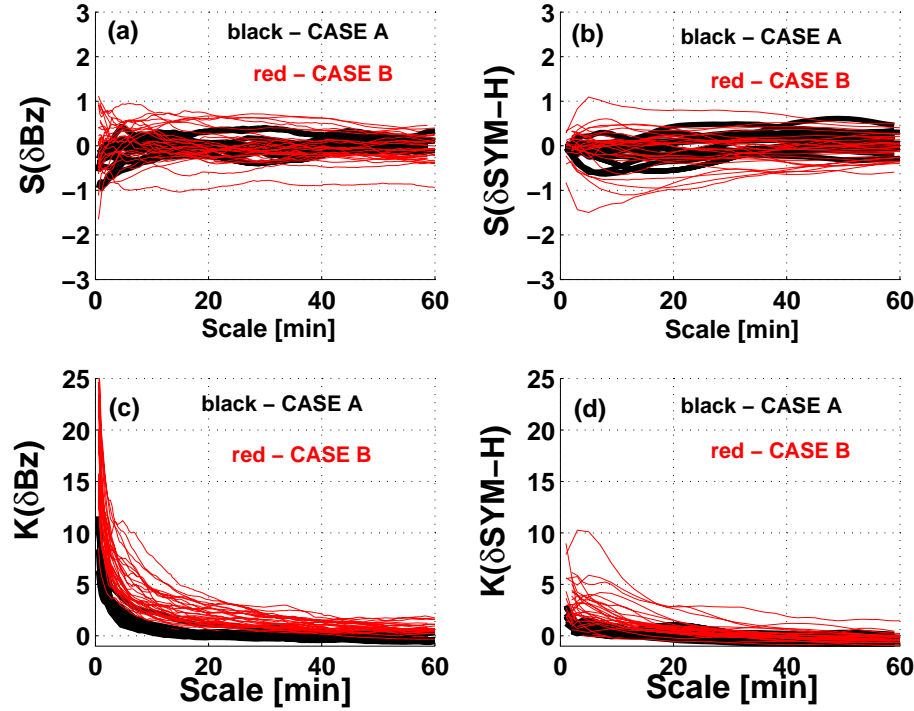 (a)
black – CASE A
red – CASE B
S(δBz)
3
2
1
0
−1
−2
−3
0
20
40
60
Scale [min]
(b)
black – CASE A
red – CASE B
S(δSYM−H)
3
2
1
0
−1
−2
−3
0
20
40
60
Scale [min]
(c)
black – CASE A
red – CASE B
K(δBz)
25
20
15
10
5
0
0
20
40
60
Scale [min]
(d)
black – CASE A
red – CASE B
K(δSYM−H)
25
20
15
10
5
0
0
20
40
60
Scale [min]